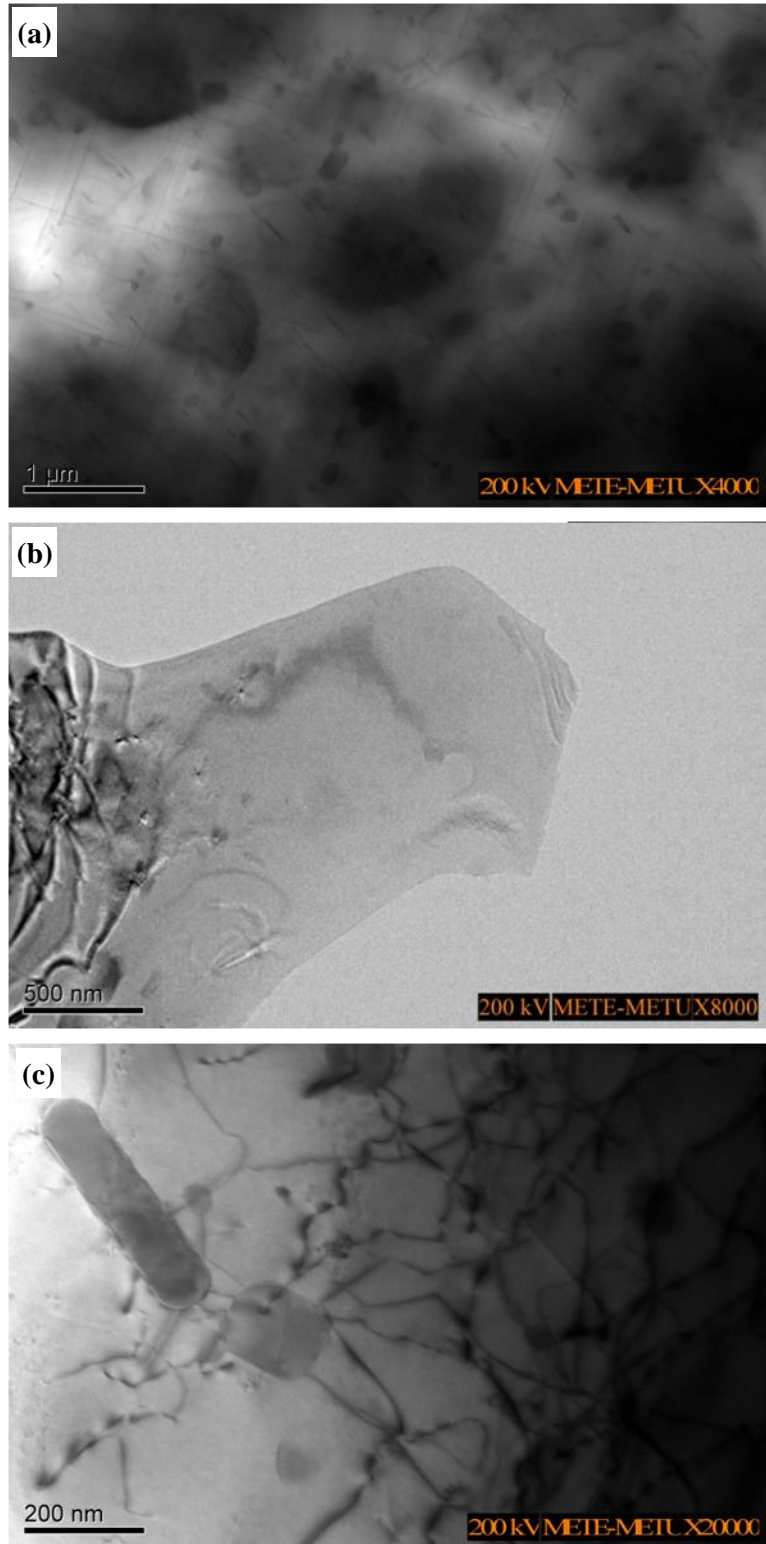 (a)
1 μm
200 kV METE-METU X4000
(b)
500 nm
200 kV METE-METU X8000
(c)
200 nm
200 kV METE-METU X20000